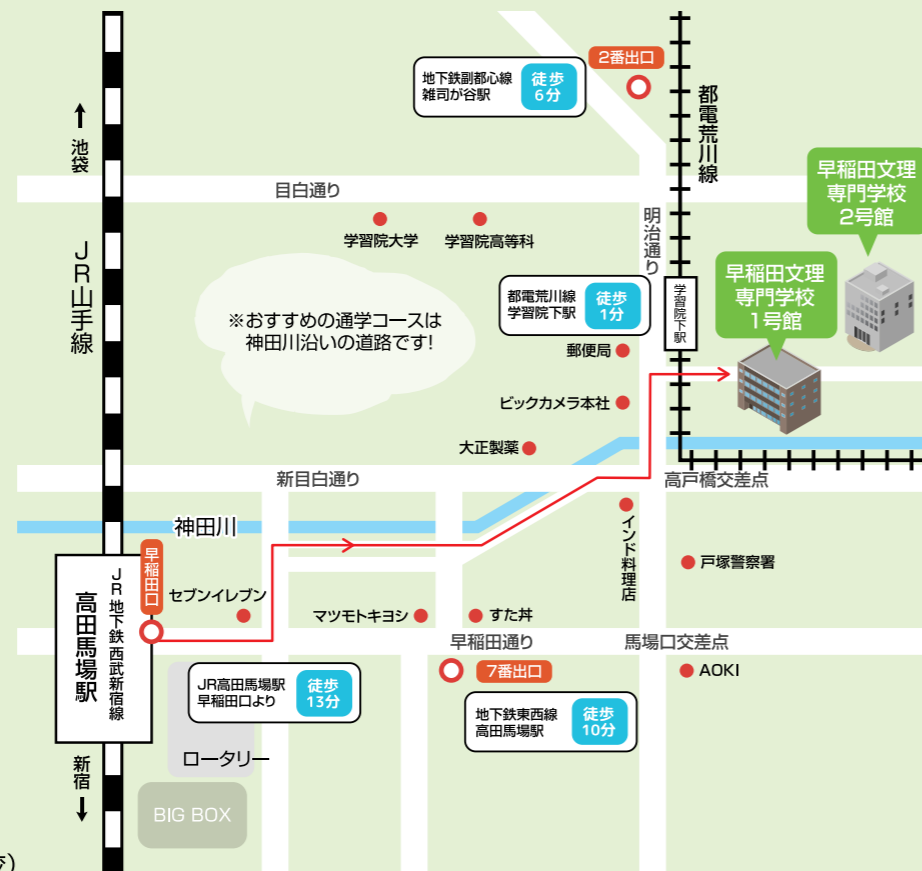 2番出口
地下鉄副都心線
雑司が谷駅
徒歩
6分
都電荒川線
池袋
目白通り
早稲田文理
専門学校
2号館
学習院大学
学習院高等科
明治通り
JR山手線
早稲田文理
専門学校
1号館
都電荒川線
学習院下駅
徒歩
1分
学習院下駅
※おすすめの通学コースは
神田川沿いの道路です!
郵便局
ビックカメラ本社
大正製薬
新目白通り
高戸橋交差点
神田川
インド料理店
早稲田口
戸塚警察署
JR 地下鉄 西武新宿線
高田馬場駅
セブンイレブン
マツモトキヨシ
すた丼
早稲田通り
馬場口交差点
7番出口
AOKI
JR高田馬場駅
早稲田口より
徒歩
13分
地下鉄東西線
高田馬場駅
徒歩
10分
新宿
ロータリー
BIG BOX